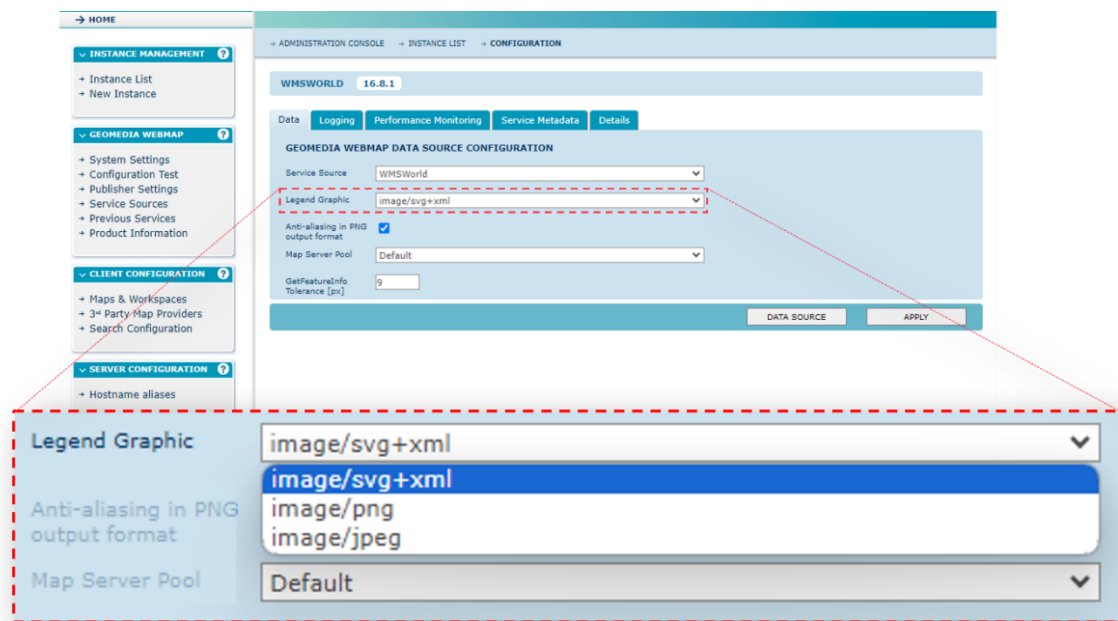 → HOME
→ ADMINISTRATION CONSOLE → INSTANCE LIST → CONFIGURATION
INSTANCE MANAGEMENT ?
→ Instance List
→ New Instance
GEOMEDIA WEBMAP ?
→ System Settings
→ Configuration Test
→ Publisher Settings
→ Service Sources
→ Previous Services
→ Product Information
CLIENT CONFIGURATION ?
→ Maps & Workspaces
→ 3rd Party Map Providers
→ Search Configuration
SERVER CONFIGURATION ?
→ Hostname aliases
WMSWORLD 16.8.1
Data Logging Performance Monitoring Service Metadata Details
GEOMEDIA WEBMAP DATA SOURCE CONFIGURATION
Service Source WMSWorld
Legend Graphic image/svg+xml
Anti-aliasing in PNG
output format
Map Server Pool Default
GetFeatureInfo
Tolerance [px] 9
DATA SOURCE APPLY
Legend Graphic image/svg+xml
image/svg+xml
image/png
image/jpeg
Anti-aliasing in PNG
output format
Map Server Pool Default